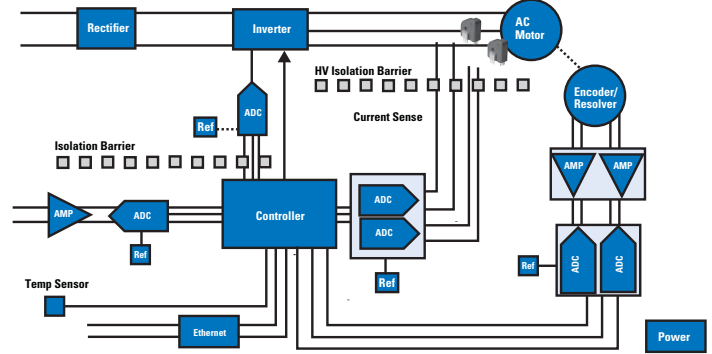 Rectifier
Inverter
AC
Motor
HV Isolation Barrier
Encoder/
Resolver
ADC
Ref
Current Sense
Isolation Barrier
AMP
AMP
AMP
ADC
Controller
ADC
ADC
Ref
Ref
Ref
ADC
ADC
Temp Sensor
Ethernet
Power